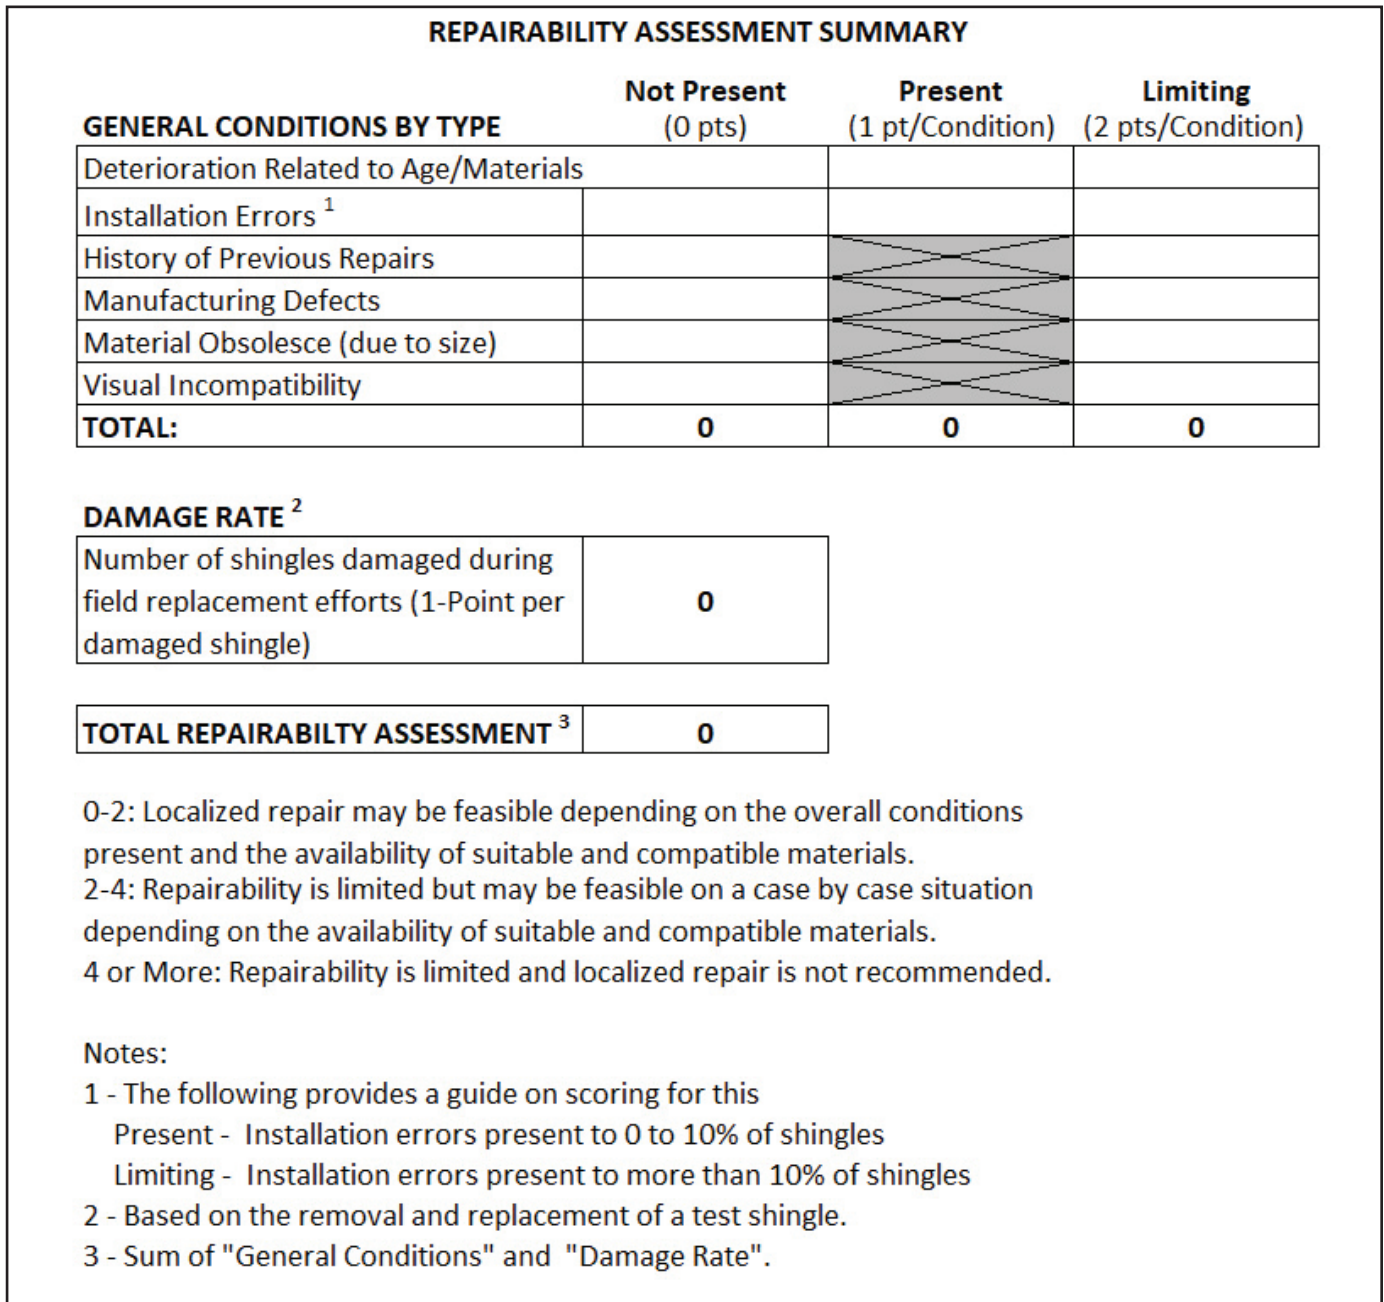 REPAIRABILITY ASSESSMENT SUMMARY
Not Present Present Limiting
GENERAL CONDITIONS BY TYPE (0 pts) (1 pt/Condition) (2 pts/Condition)
Deterioration Related to Age/Materials
Installation Errors 1
History of Previous Repairs
Manufacturing Defects
Material Obsolesce (due to size)
Visual Incompatibility
TOTAL: 0 0 0
DAMAGE RATE 2
Number of shingles damaged during
field replacement efforts (1-Point per
damaged shingle)
0
TOTAL REPAIRABILTY ASSESSMENT 3 0
0-2: Localized repair may be feasible depending on the overall conditions
present and the availability of suitable and compatible materials.
2-4: Repairability is limited but may be feasible on a case by case situation
depending on the availability of suitable and compatible materials.
4 or More: Repairability is limited and localized repair is not recommended.
Notes:
1 - The following provides a guide on scoring for this
Present - Installation errors present to 0 to 10% of shingles
Limiting - Installation errors present to more than 10% of shingles
2 - Based on the removal and replacement of a test shingle.
3 - Sum of "General Conditions" and "Damage Rate".